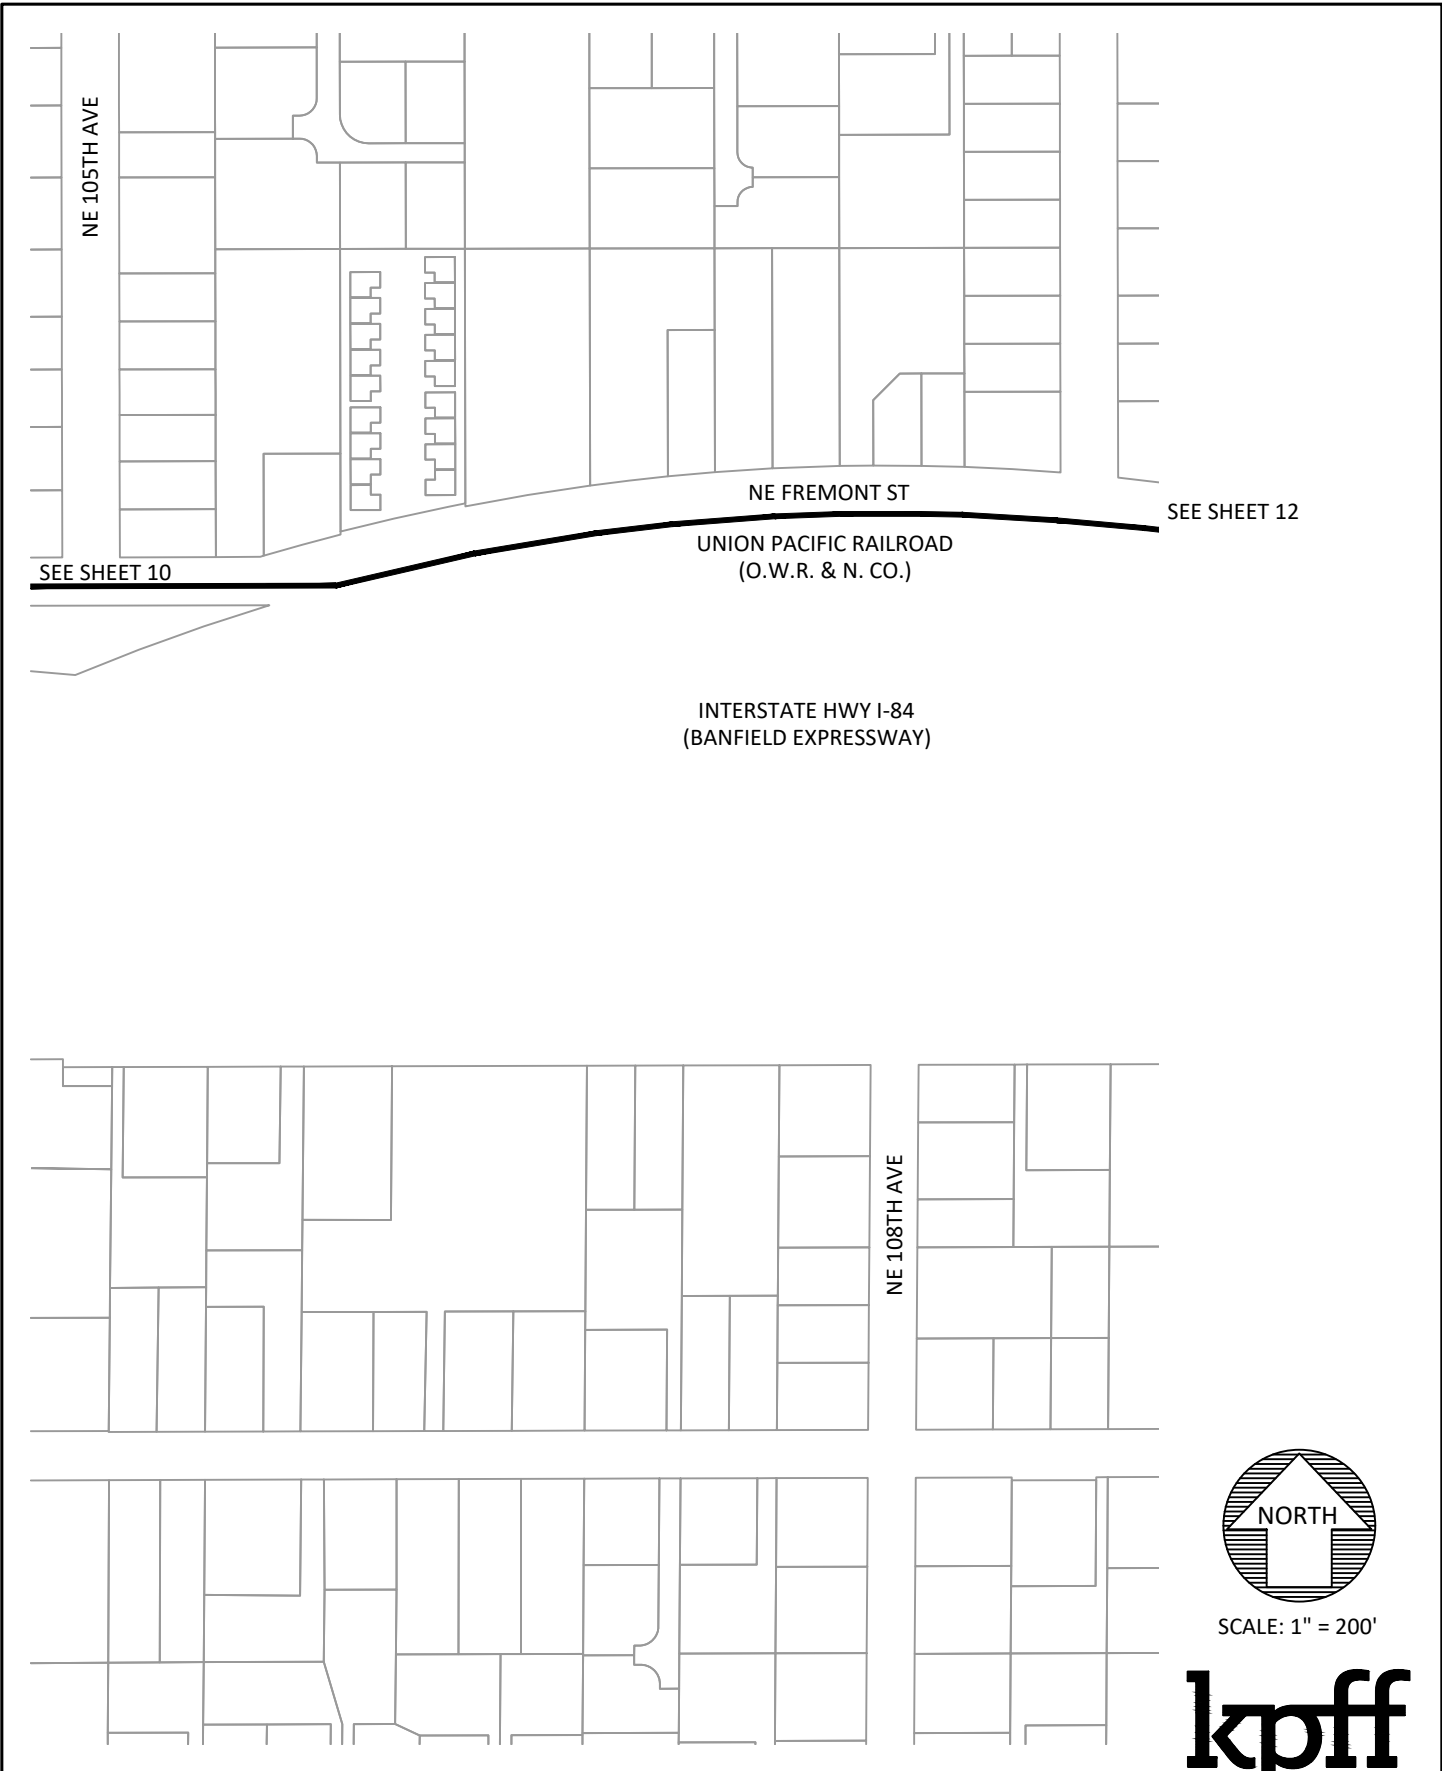 NE 105TH AVE
NE FREMONT ST
SEE SHEET 12
UNION PACIFIC RAILROAD
(O.W.R. & N. CO.)
SEE SHEET 10
INTERSTATE HWY I-84
(BANFIELD EXPRESSWAY)
NE 108TH AVE
NORTH
SCALE: 1" = 200'
kpff